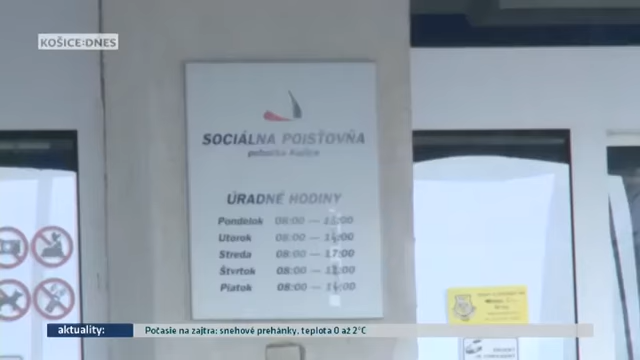 KOŠICE:DNES
SOCIÁLNA POISŤOVŇA
pobočka Košice
ÚRADNÉ HODINY
Pondelok 08:00 —
Utorok 08:00 —
Streda 08:00 — 17:00
Štvrtok 08:00 —
Piatok 08:00 —
aktuality: Počasie na zajtra: snehové prehánky, teplota 0 až 2°C